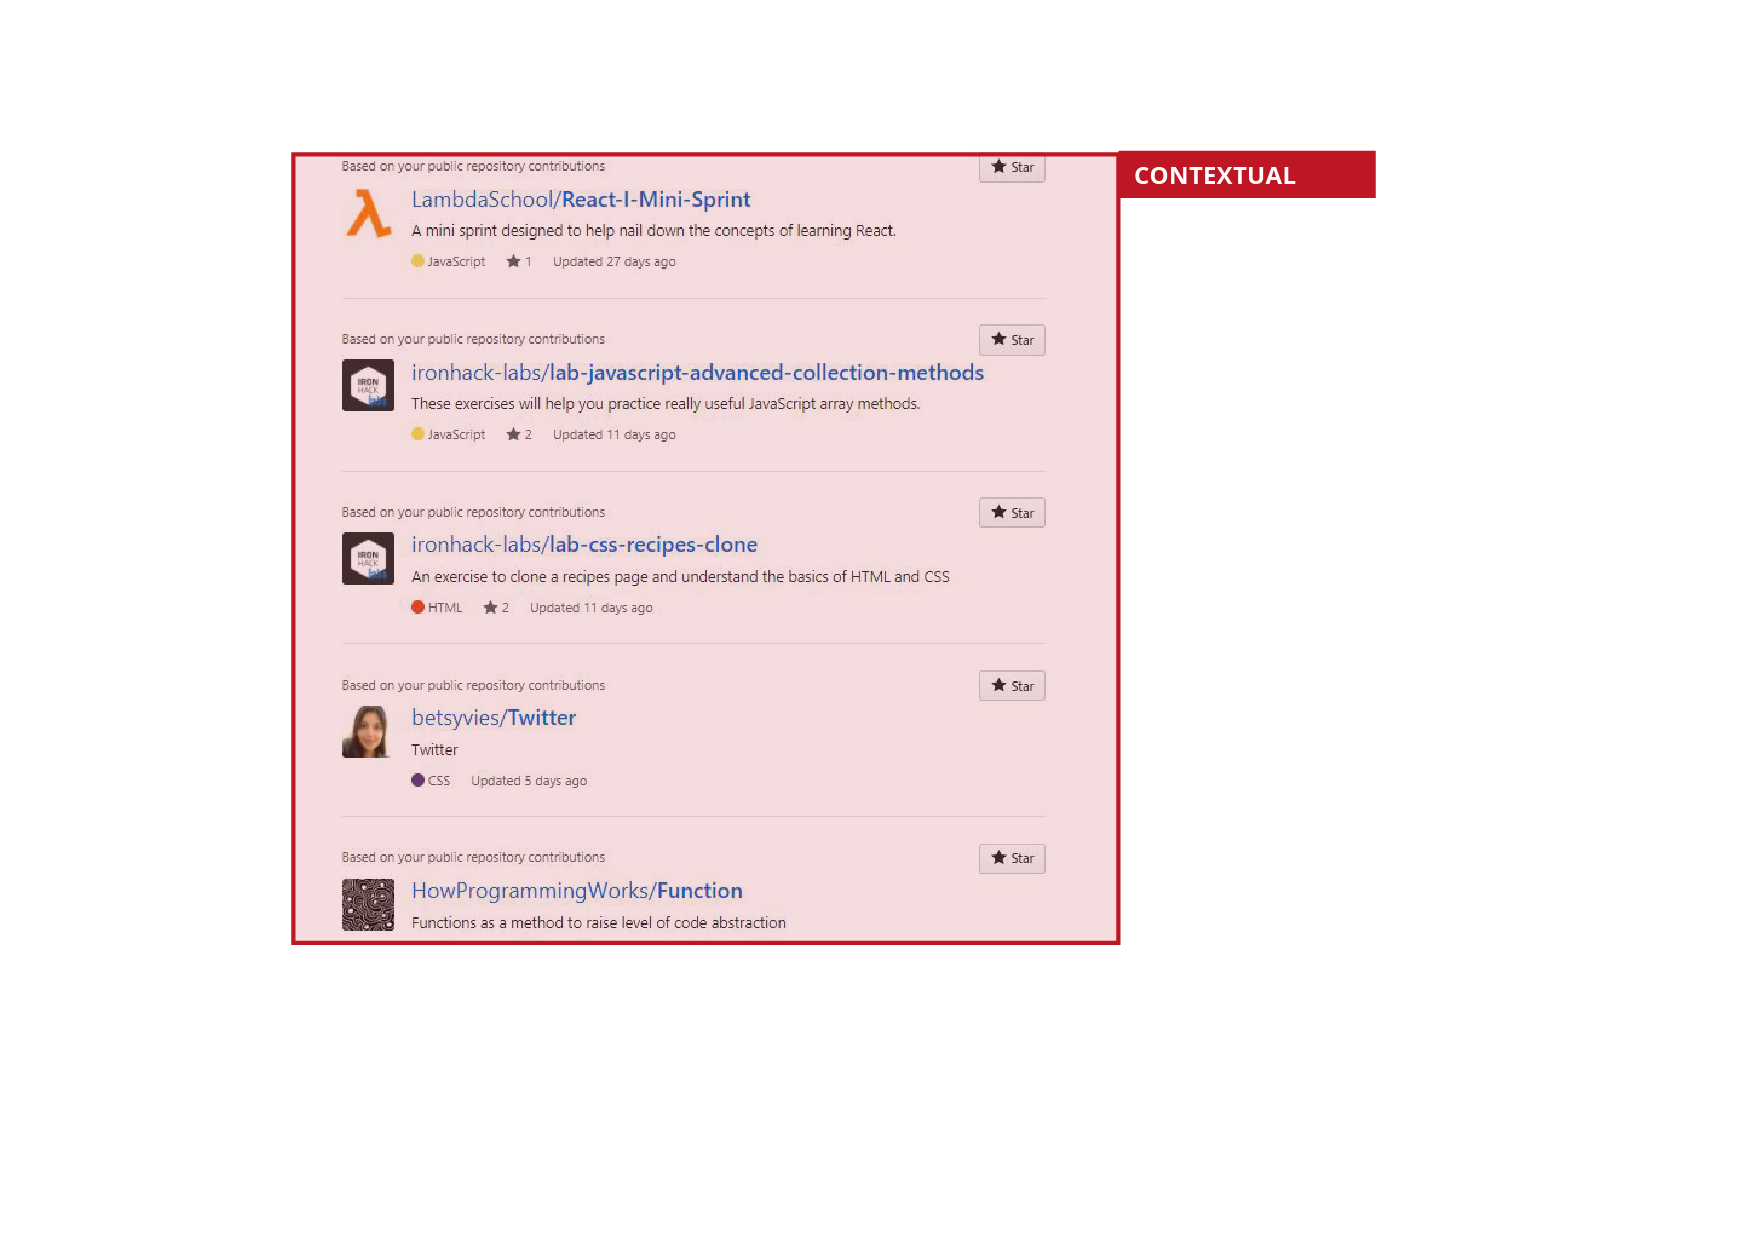 CONTEXTUAL
Based on your public repository contributions
Star
LambdaSchool/React-I-Mini-Sprint
A mini sprint designed to help nail down the concepts of learning React.
JavaScript 1 Updated 27 days ago
Based on your public repository contributions
Star
IRON
HACK
labs
ironhack-labs/lab-javascript-advanced-collection-methods
These exercises will help you practice really useful JavaScript array methods.
JavaScript 2 Updated 11 days ago
Based on your public repository contributions
Star
IRON
HACK
labs
ironhack-labs/lab-css-recipes-clone
An exercise to clone a recipes page and understand the basics of HTML and CSS
HTML 2 Updated 11 days ago
Based on your public repository contributions
Star
betsyvies/Twitter
Twitter
CSS Updated 5 days ago
Based on your public repository contributions
Star
HowProgrammingWorks/Function
Functions as a method to raise level of code abstraction